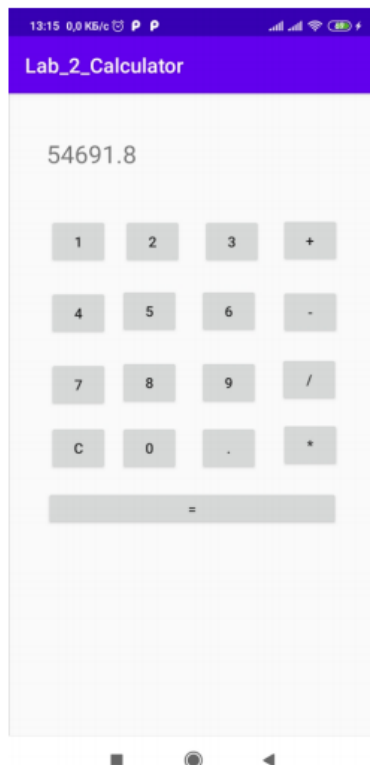 13:15 0,0 КБ/с P P
Lab_2_Calculator
54691.8
1 2 3 +
4 5 6 -
7 8 9 /
C 0 . *
=